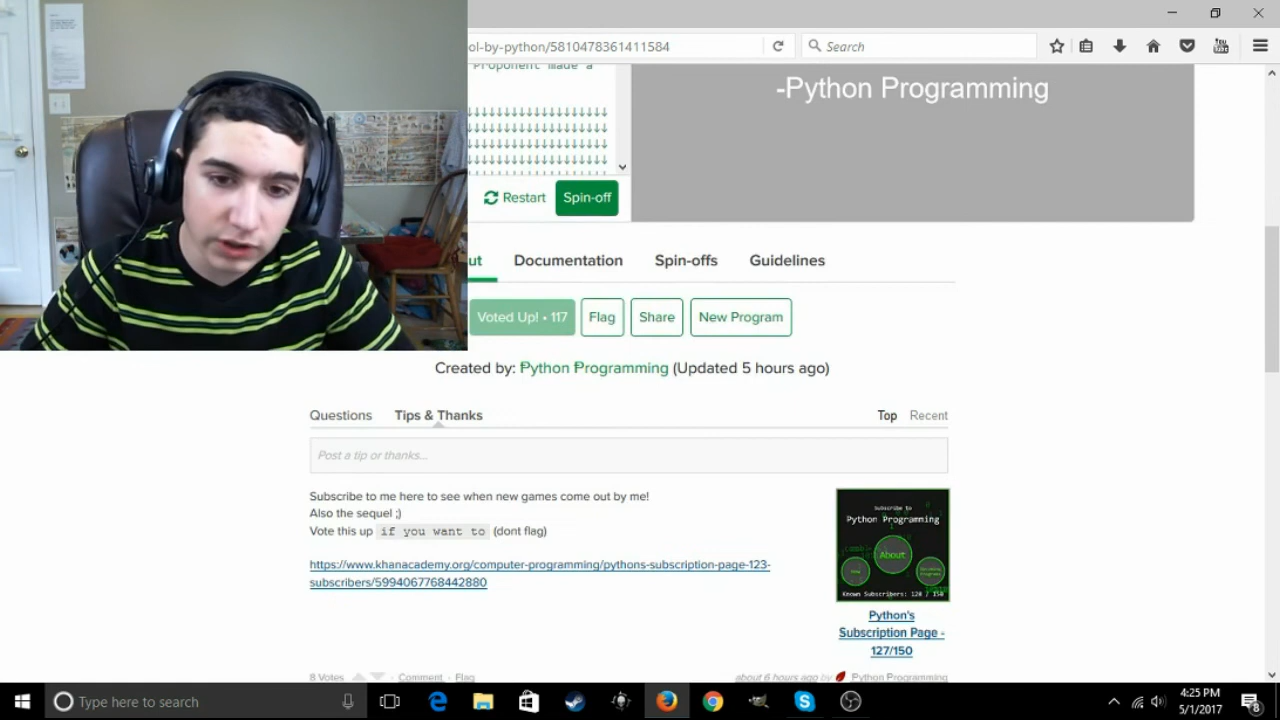 ol-by-python/5810478361411584
Search
Proponent made a
-Python Programming
↓↓↓↓↓↓↓↓↓↓↓↓↓↓↓↓↓
↓↓↓↓↓↓↓↓↓↓↓↓↓↓↓↓↓
↓↓↓↓↓↓↓↓↓↓↓↓↓↓↓↓↓
↓↓↓↓↓↓↓↓↓↓↓↓↓↓↓↓↓
Restart Spin-off
ut Documentation Spin-offs Guidelines
Voted Up! • 117 Flag Share New Program
Created by: Ᵽython Ᵽrogramming (Updated 5 hours ago)
Questions Tips & Thanks Top Recent
Post a tip or thanks...
Subscribe to me here to see when new games come out by me!
Also the sequel ;)
Vote this up if you want to (dont flag)
https://www.khanacademy.org/computer-programming/pythons-subscription-page-123-
subscribers/5994067768442880
Subscribe to
Python Programming
About
Known Subscribers: 120 / 150
Python's
Subscription Page -
127/150
8 Votes Comment · Flag about 6 hours ago by Python Programming
Type here to search
4:25 PM
5/1/2017
8